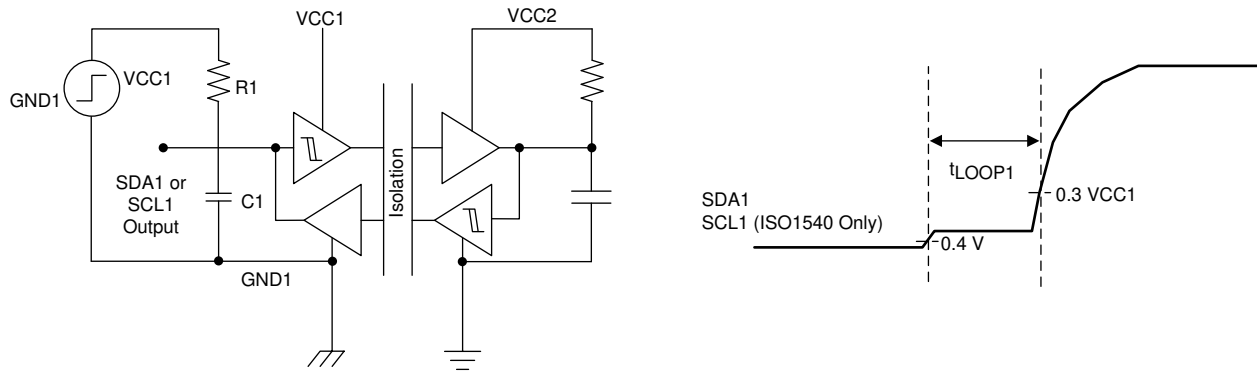 VCC1
VCC2
VCC1
R1
GND1
SDA1 or
SCL1
Output
C1
Isolation
GND1
tLOOP1
SDA1
SCL1 (ISO1540 Only)
0.3 VCC1
0.4 V